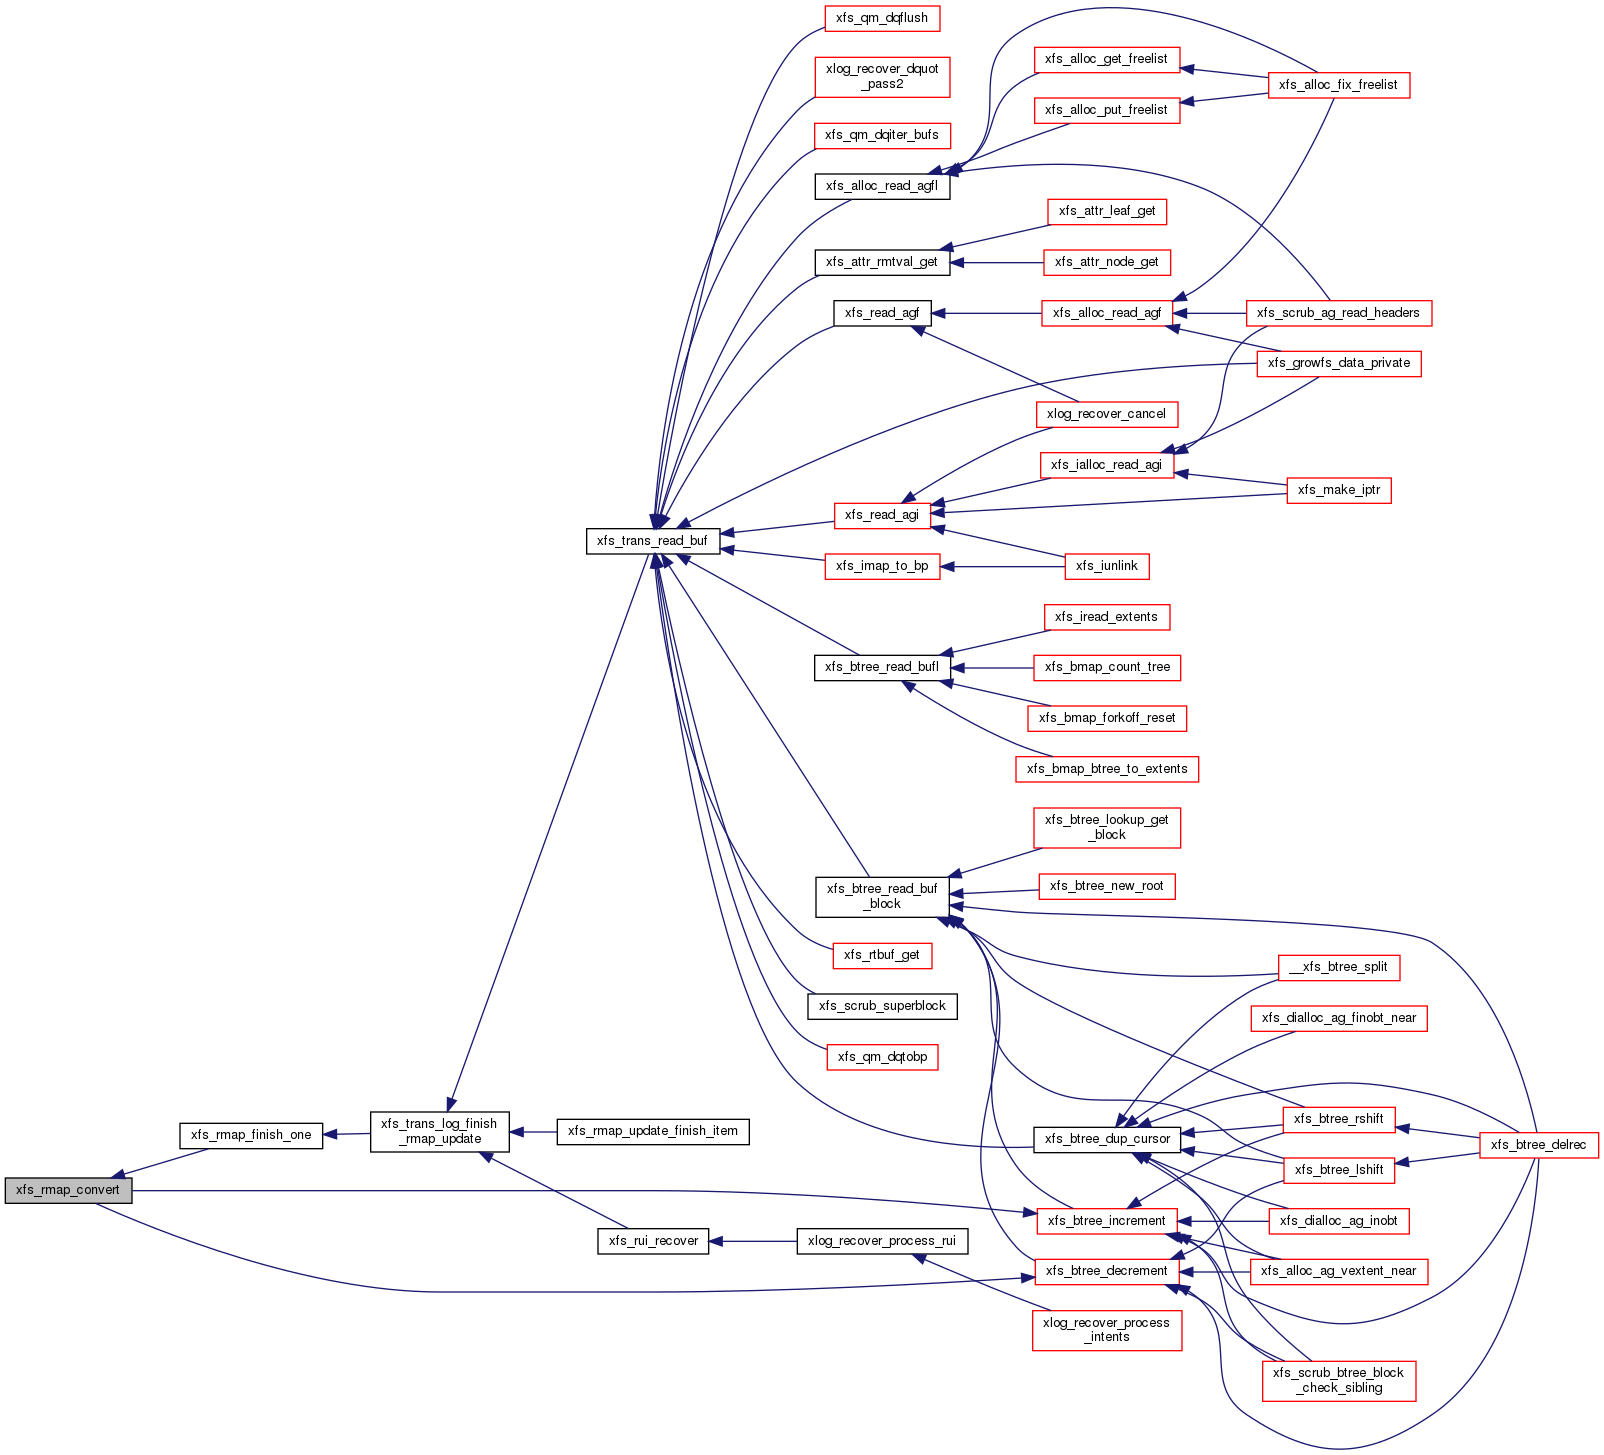 xfs_qm_dqflush
xlog_recover_dquot
_pass2
xfs_qm_dqiter_bufs
xfs_alloc_read_agfl
xfs_attr_rmtval_get
xfs_read_agf
xfs_read_agi
xfs_trans_read_buf
xfs_imap_to_bp
xfs_btree_read_bufl
xfs_btree_read_buf
_block
xfs_rtbuf_get
xfs_scrub_superblock
xfs_qm_dqtobp
xfs_alloc_get_freelist
xfs_alloc_fix_freelist
xfs_alloc_put_freelist
xfs_attr_leaf_get
xfs_attr_node_get
xfs_alloc_read_agf
xfs_scrub_ag_read_headers
xfs_growfs_data_private
xlog_recover_cancel
xfs_ialloc_read_agi
xfs_make_iptr
xfs_iunlink
xfs_iread_extents
xfs_bmap_count_tree
xfs_bmap_forkoff_reset
xfs_bmap_btree_to_extents
xfs_btree_lookup_get
_block
xfs_btree_new_root
__xfs_btree_split
xfs_dialloc_ag_finobt_near
xfs_btree_rshift
xfs_btree_dup_cursor
xfs_btree_delrec
xfs_btree_lshift
xfs_btree_increment
xfs_dialloc_ag_inobt
xfs_btree_decrement
xfs_alloc_ag_vextent_near
xfs_scrub_btree_block
_check_sibling
xfs_trans_log_finish
_rmap_update
xfs_rmap_update_finish_item
xfs_rmap_finish_one
xfs_rmap_convert
xfs_rui_recover
xlog_recover_process_rui
xlog_recover_process
_intents